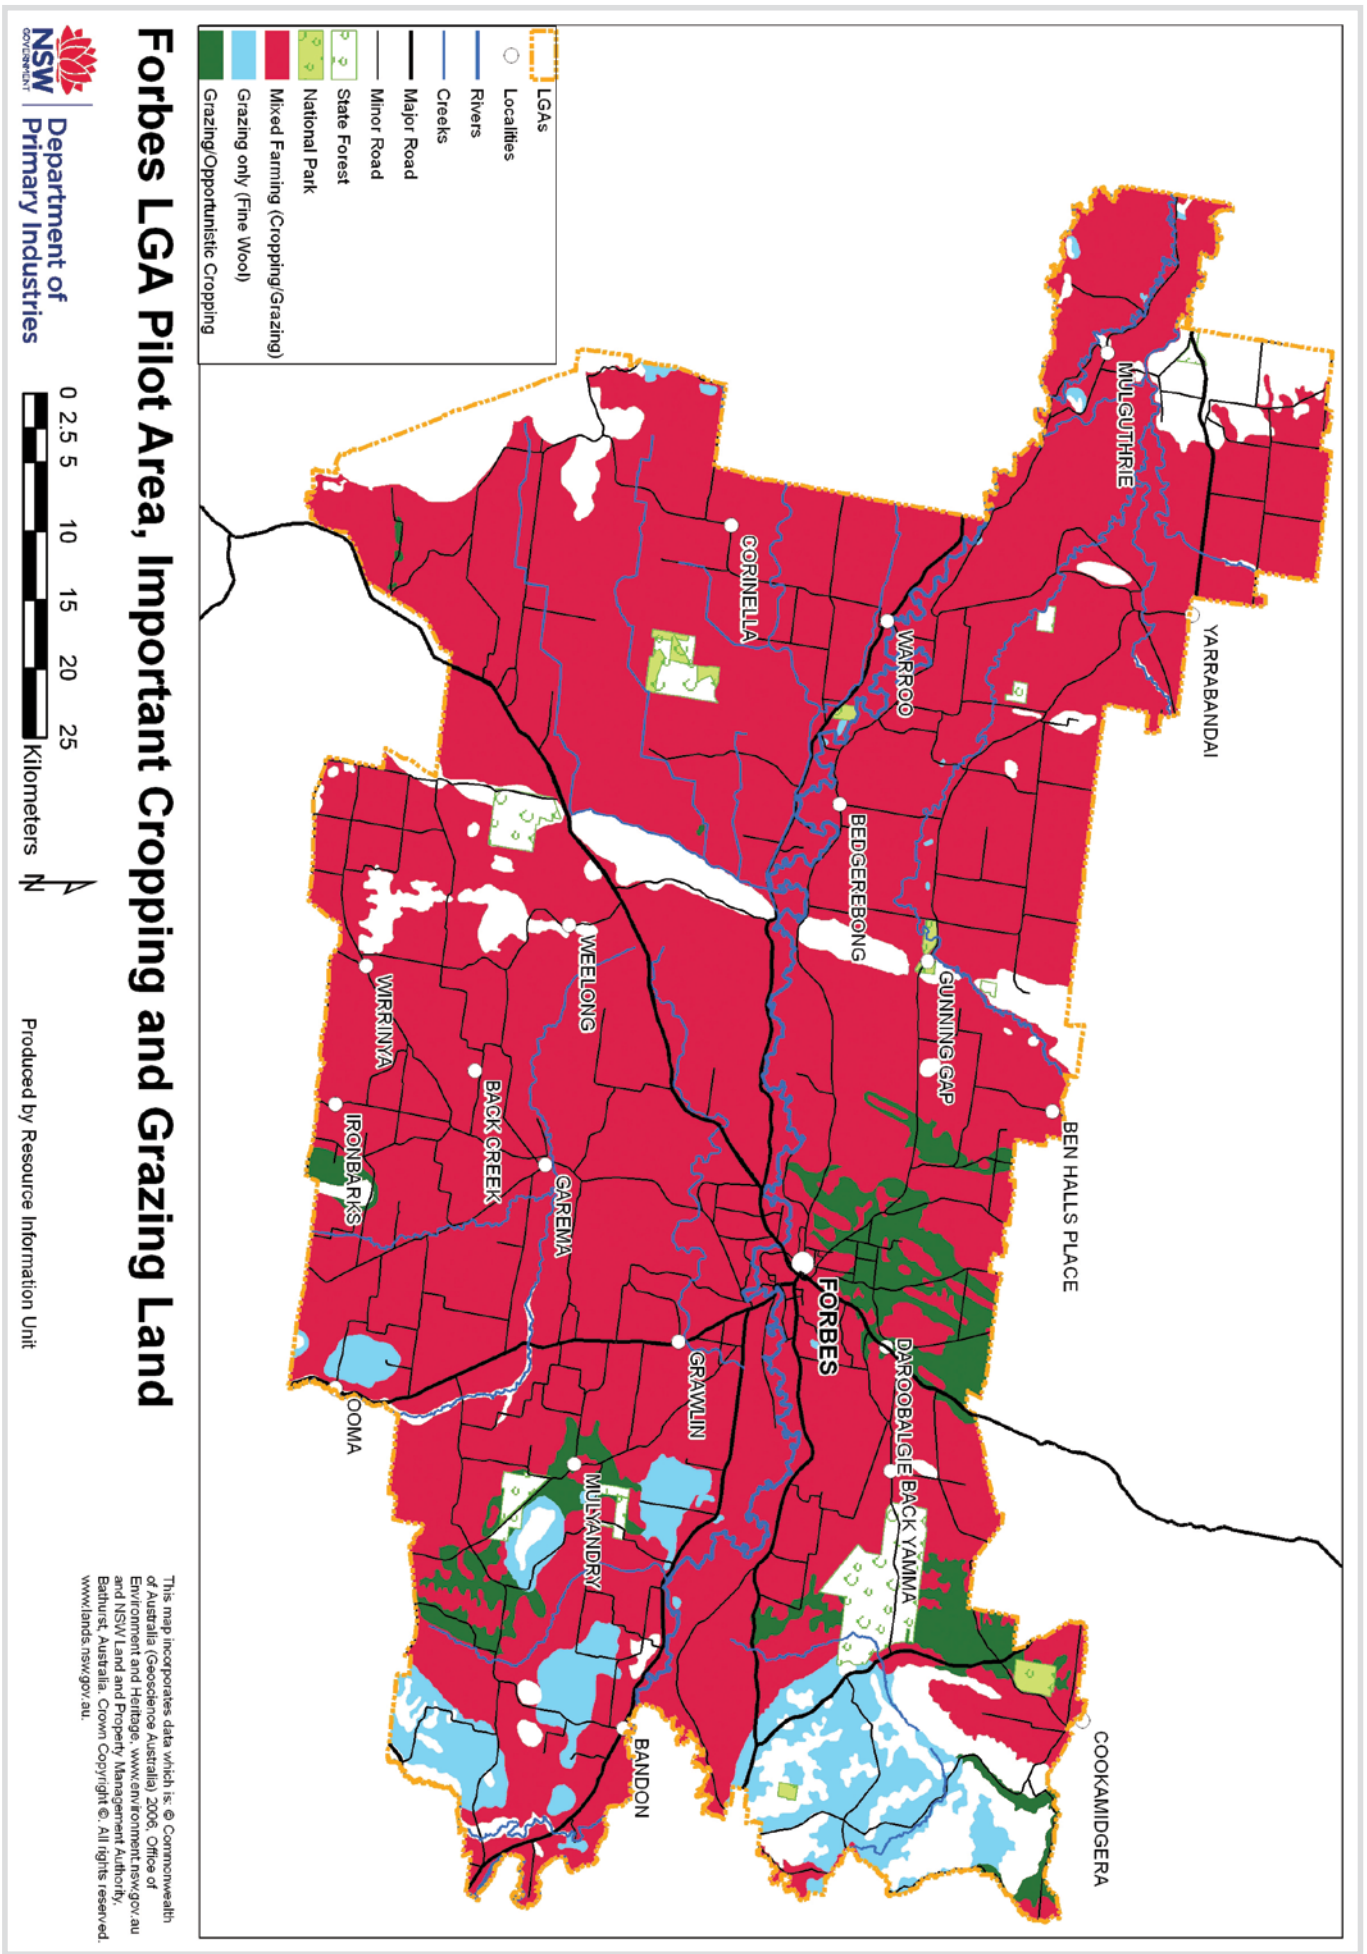 Forbes LGA Pilot Area, Important Cropping and Grazing Land
LGAs
Localities
Rivers
Creeks
Major Road
Minor Road
State Forest
National Park
Mixed Farming (Cropping/Grazing)
Grazing only (Fine Wool)
Grazing/Opportunistic Cropping
MULGUTHRIE
YARRABANDAI
CORINELLA
WARROO
BEDGEREBONG
GUNNING GAP
BEN HALLS PLACE
WEELONG
WIRRINYA
BACK CREEK
IRONBARKS
GAREMA
FORBES
DAROOBALGIE
BACK YAMMA
GRAWLIN
OOMA
MULYANDRY
BANDON
COOKAMIDGERA
NSW
GOVERNMENT
Department of
Primary Industries
0 2.5 5 10 15 20 25
Kilometers
N
Produced by Resource Information Unit
This map incorporates data which is: © Commonwealth
of Australia (Geoscience Australia) 2006, Office of
Environment and Heritage, www.environment.nsw.gov.au
and NSW Land and Property Management Authority,
Bathurst, Australia. Crown Copyright ©. All rights reserved.
www.lands.nsw.gov.au.